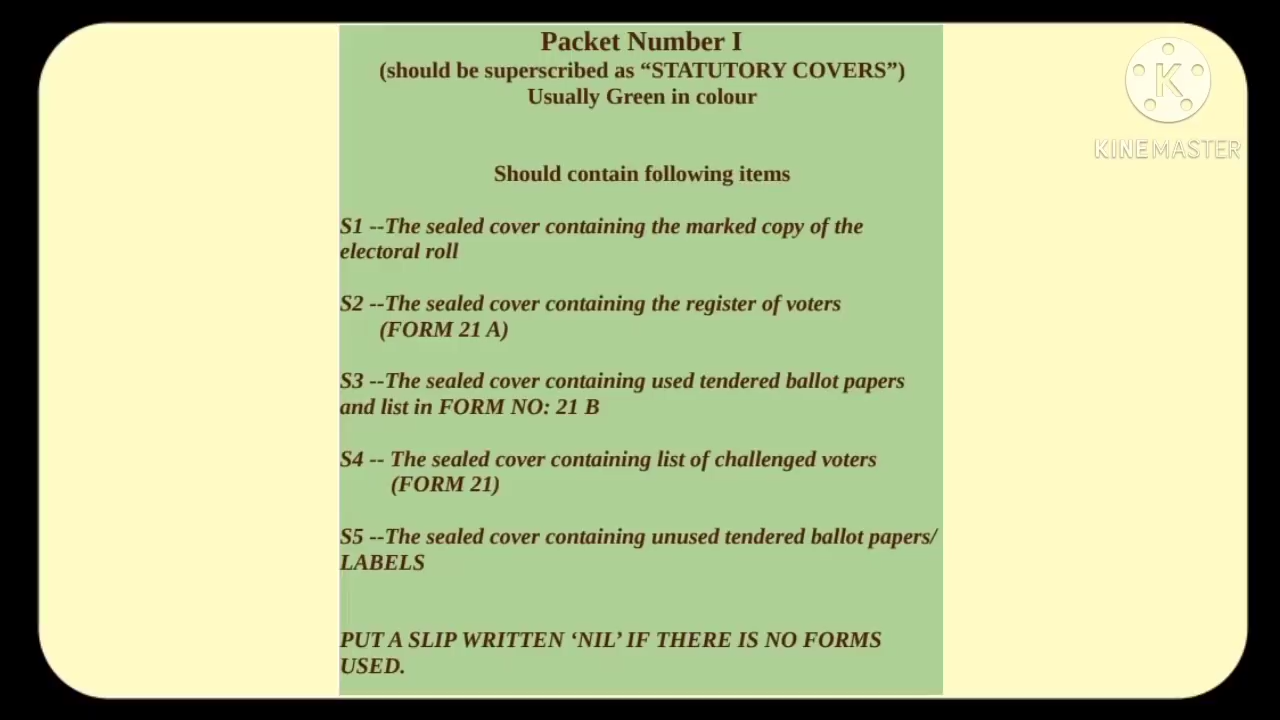 Packet Number I
(should be superscribed as “STATUTORY COVERS”)
Usually Green in colour
Should contain following items
S1 --The sealed cover containing the marked copy of the
electoral roll
S2 --The sealed cover containing the register of voters
(FORM 21 A)
S3 --The sealed cover containing used tendered ballot papers
and list in FORM NO: 21 B
S4 -- The sealed cover containing list of challenged voters
(FORM 21)
S5 --The sealed cover containing unused tendered ballot papers/
LABELS
PUT A SLIP WRITTEN ‘NIL’ IF THERE IS NO FORMS
USED.
K
KINEMASTER